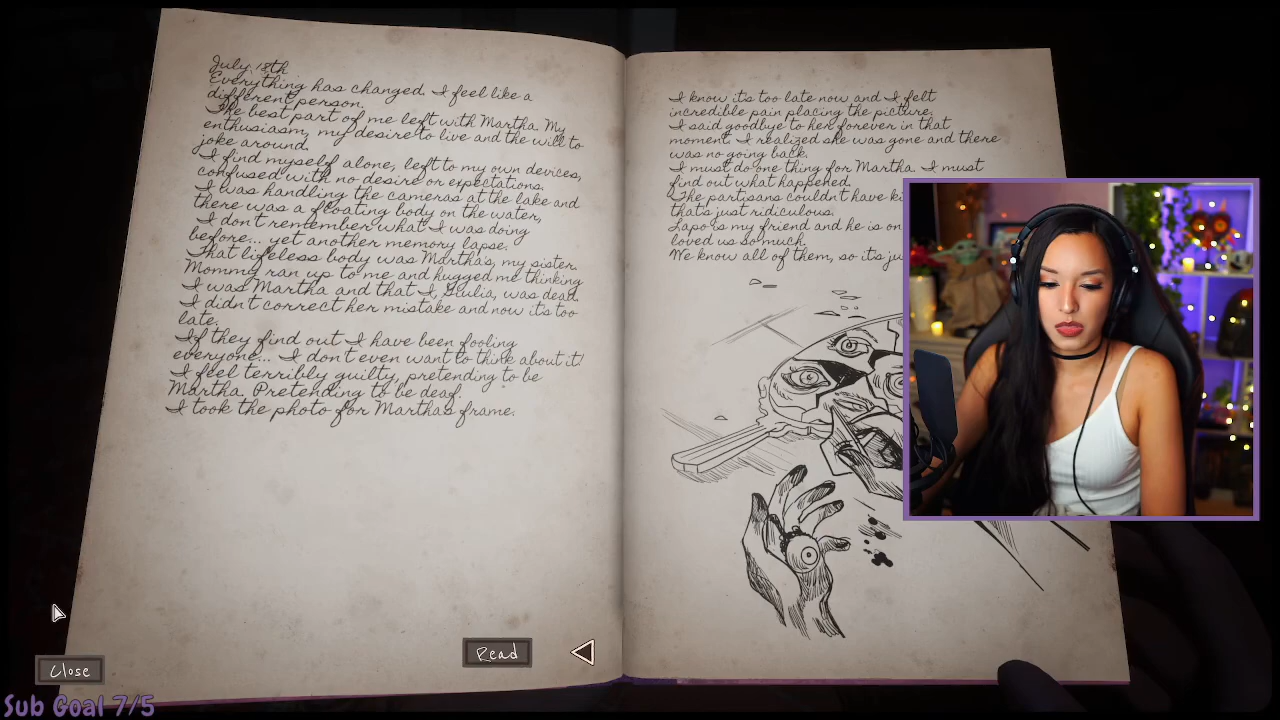 July 18th
Everything has changed. I feel like a
different person.
The best part of me left with Martha. My
enthusiasm, my desire to live and the will to
joke around.
I find myself alone, left to my own devices,
confused with no desire or expectations.
I was handling the cameras at the lake and
there was a floating body on the water,
I don't remember what I was doing
before... yet another memory lapse.
That lifeless body was Martha's, my sister.
Mommy ran up to me and hugged me thinking
I was Martha and that I, Giulia, was dead.
I didn't correct her mistake and now it's too
late.
If they find out I have been fooling
everyone... I don't even want to think about it!
I feel terribly guilty, pretending to be
Martha. Pretending to be deaf.
I took the photo for Martha's frame.
I know it's too late now and I felt
incredible pain placing the picture.
I said goodbye to her forever in that
moment. I realized she was gone and there
was no going back.
I must do one thing for Martha. I must
find out what happened.
The partisans couldn't have
that's just ridiculous.
Lapo is my friend and he is
loved us so much.
We know all of them, so it's
Read
Close
Sub Goal 7/5